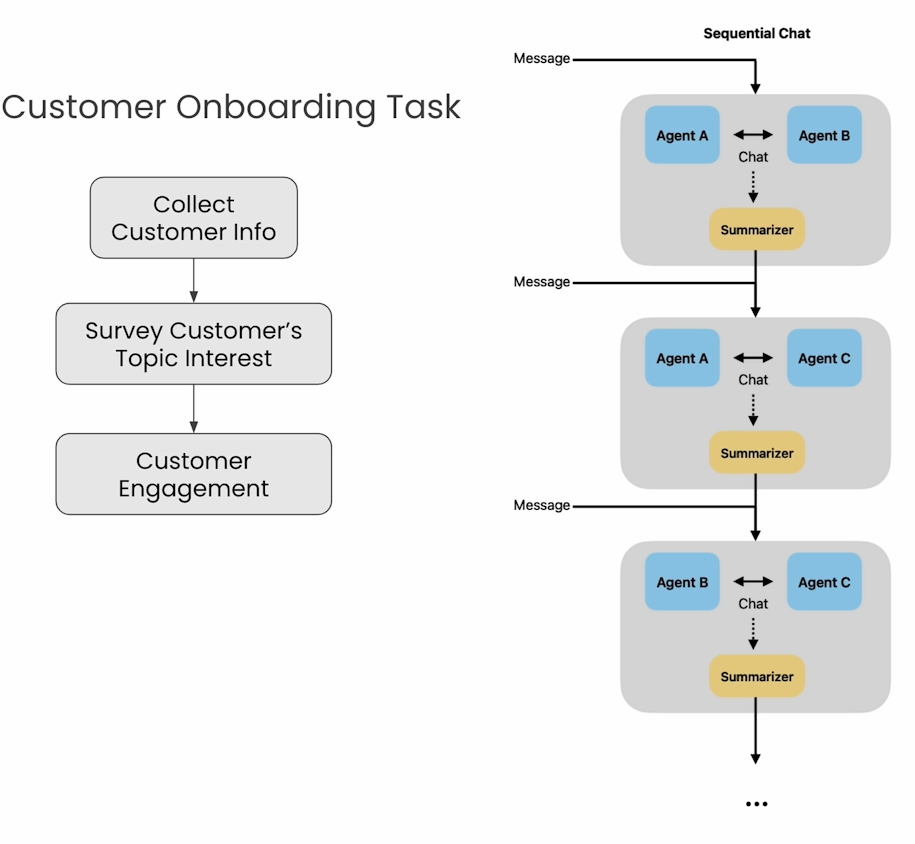 Customer Onboarding Task
Collect
Customer Info
Survey Customer’s
Topic Interest
Customer
Engagement
Sequential Chat
Message
Agent A
Agent B
Chat
Summarizer
Message
Agent A
Agent C
Chat
Summarizer
Message
Agent B
Agent C
Chat
Summarizer
...